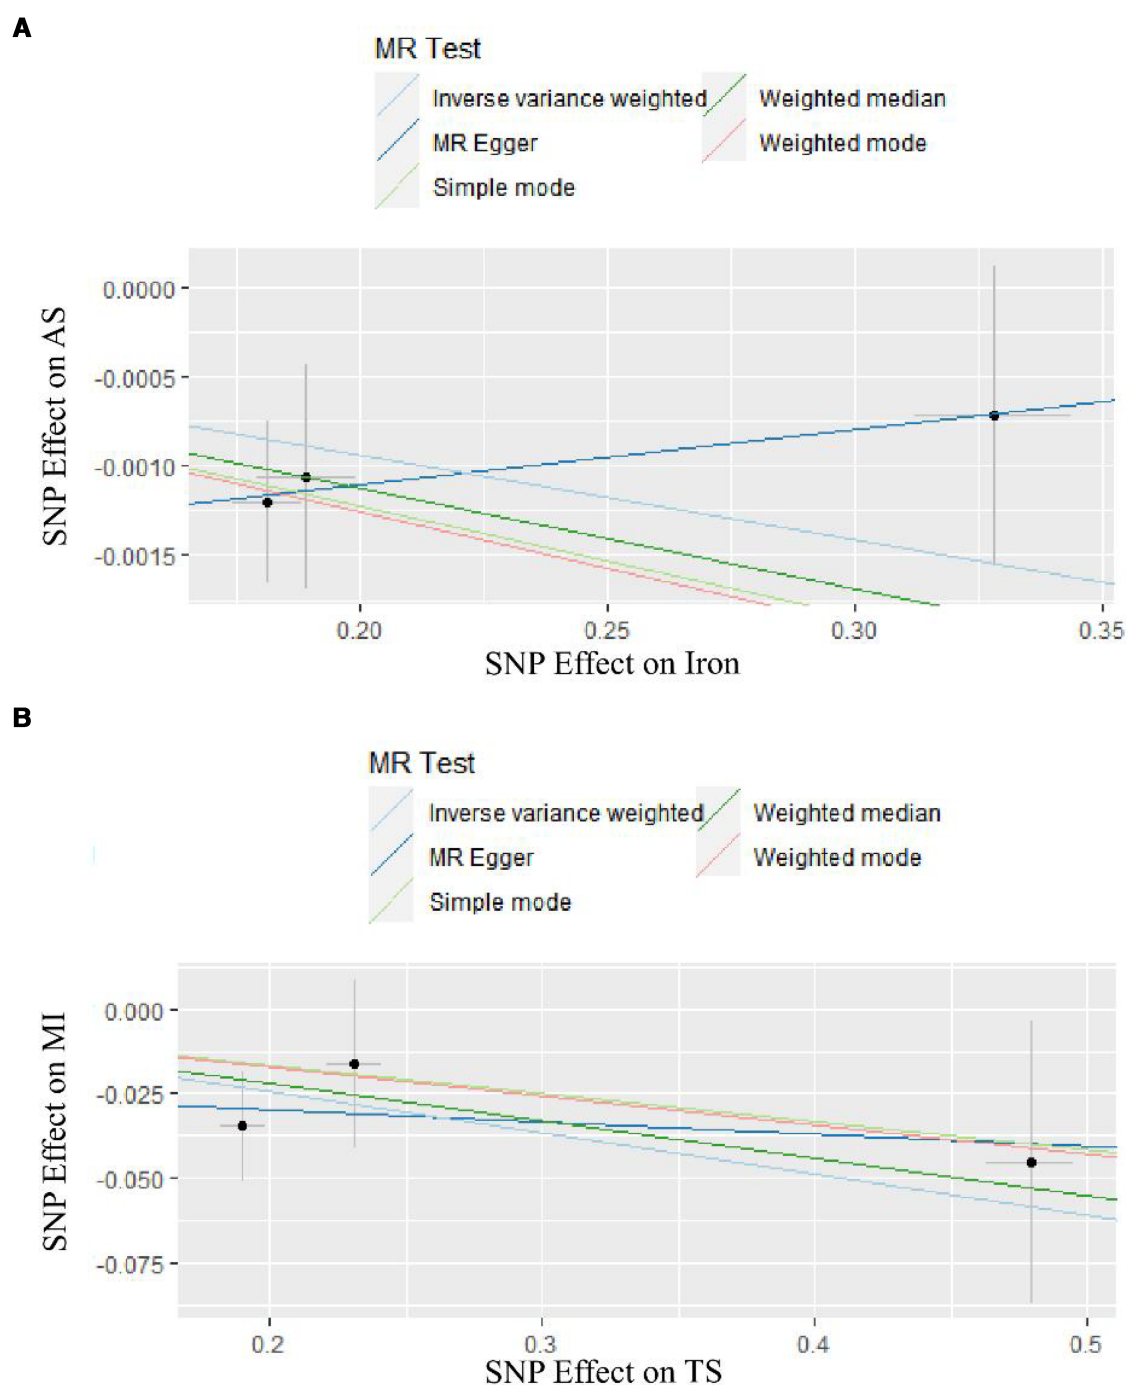 A
MR Test
Inverse variance weighted
Weighted median
MR Egger
Weighted mode
Simple mode
SNP Effect on AS
0.0000
-0.0005
-0.0010
-0.0015
0.20 0.25 0.30 0.35
SNP Effect on Iron
B
MR Test
Inverse variance weighted
Weighted median
MR Egger
Weighted mode
Simple mode
SNP Effect on MI
0.000
-0.025
-0.050
-0.075
0.2 0.3 0.4 0.5
SNP Effect on TS